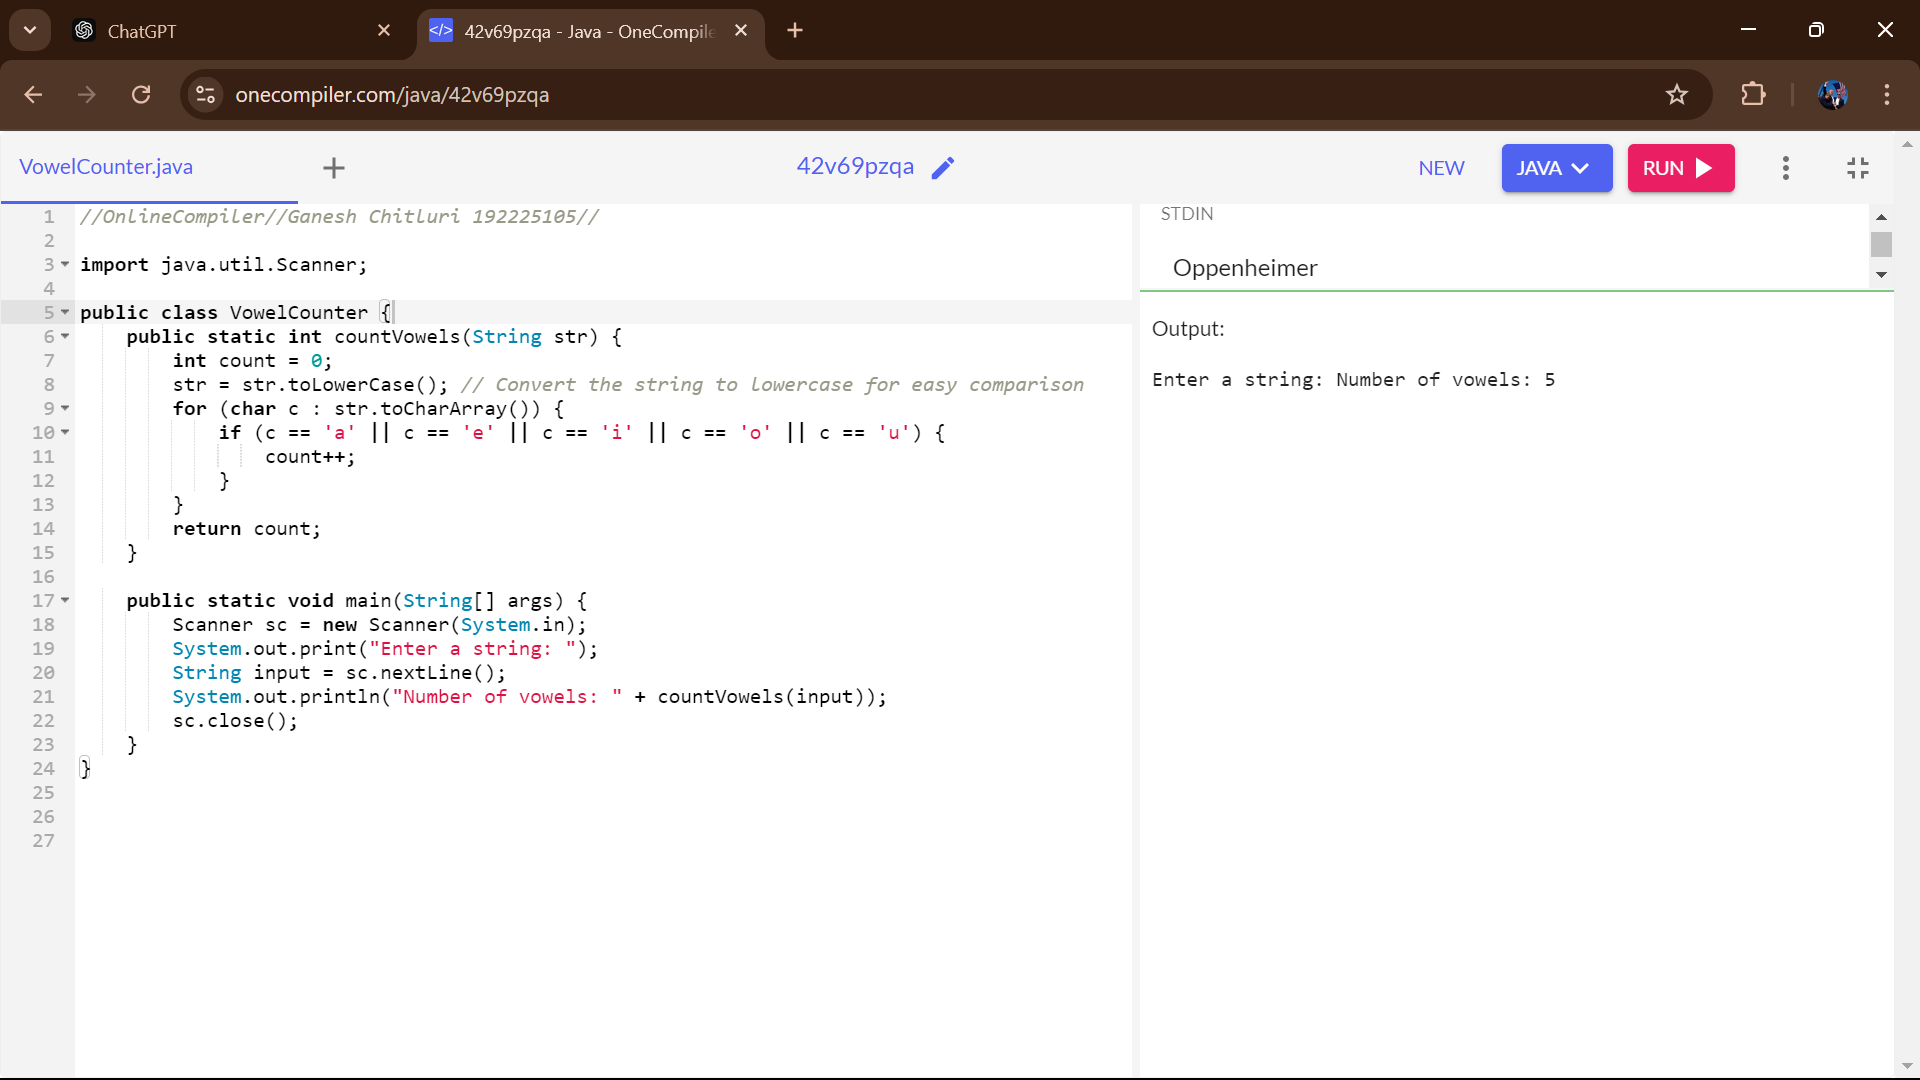 ChatGPT
42v69pzqa - Java - OneCompile
onecompiler.com/java/42v69pzqa
VowelCounter.java
42v69pzqa
NEW
JAVA
RUN
1 //OnlineCompiler//Ganesh Chitluri 192225105//
2
3 import java.util.Scanner;
4
5 public class VowelCounter {
6     public static int countVowels(String str) {
7         int count = 0;
8         str = str.toLowerCase(); // Convert the string to lowercase for easy comparison
9         for (char c : str.toCharArray()) {
10             if (c == 'a' || c == 'e' || c == 'i' || c == 'o' || c == 'u') {
11                 count++;
12             }
13         }
14         return count;
15     }
16
17     public static void main(String[] args) {
18         Scanner sc = new Scanner(System.in);
19         System.out.print("Enter a string: ");
20         String input = sc.nextLine();
21         System.out.println("Number of vowels: " + countVowels(input));
22         sc.close();
23     }
24 }
25
26
27
STDIN
Oppenheimer
Output:
Enter a string: Number of vowels: 5